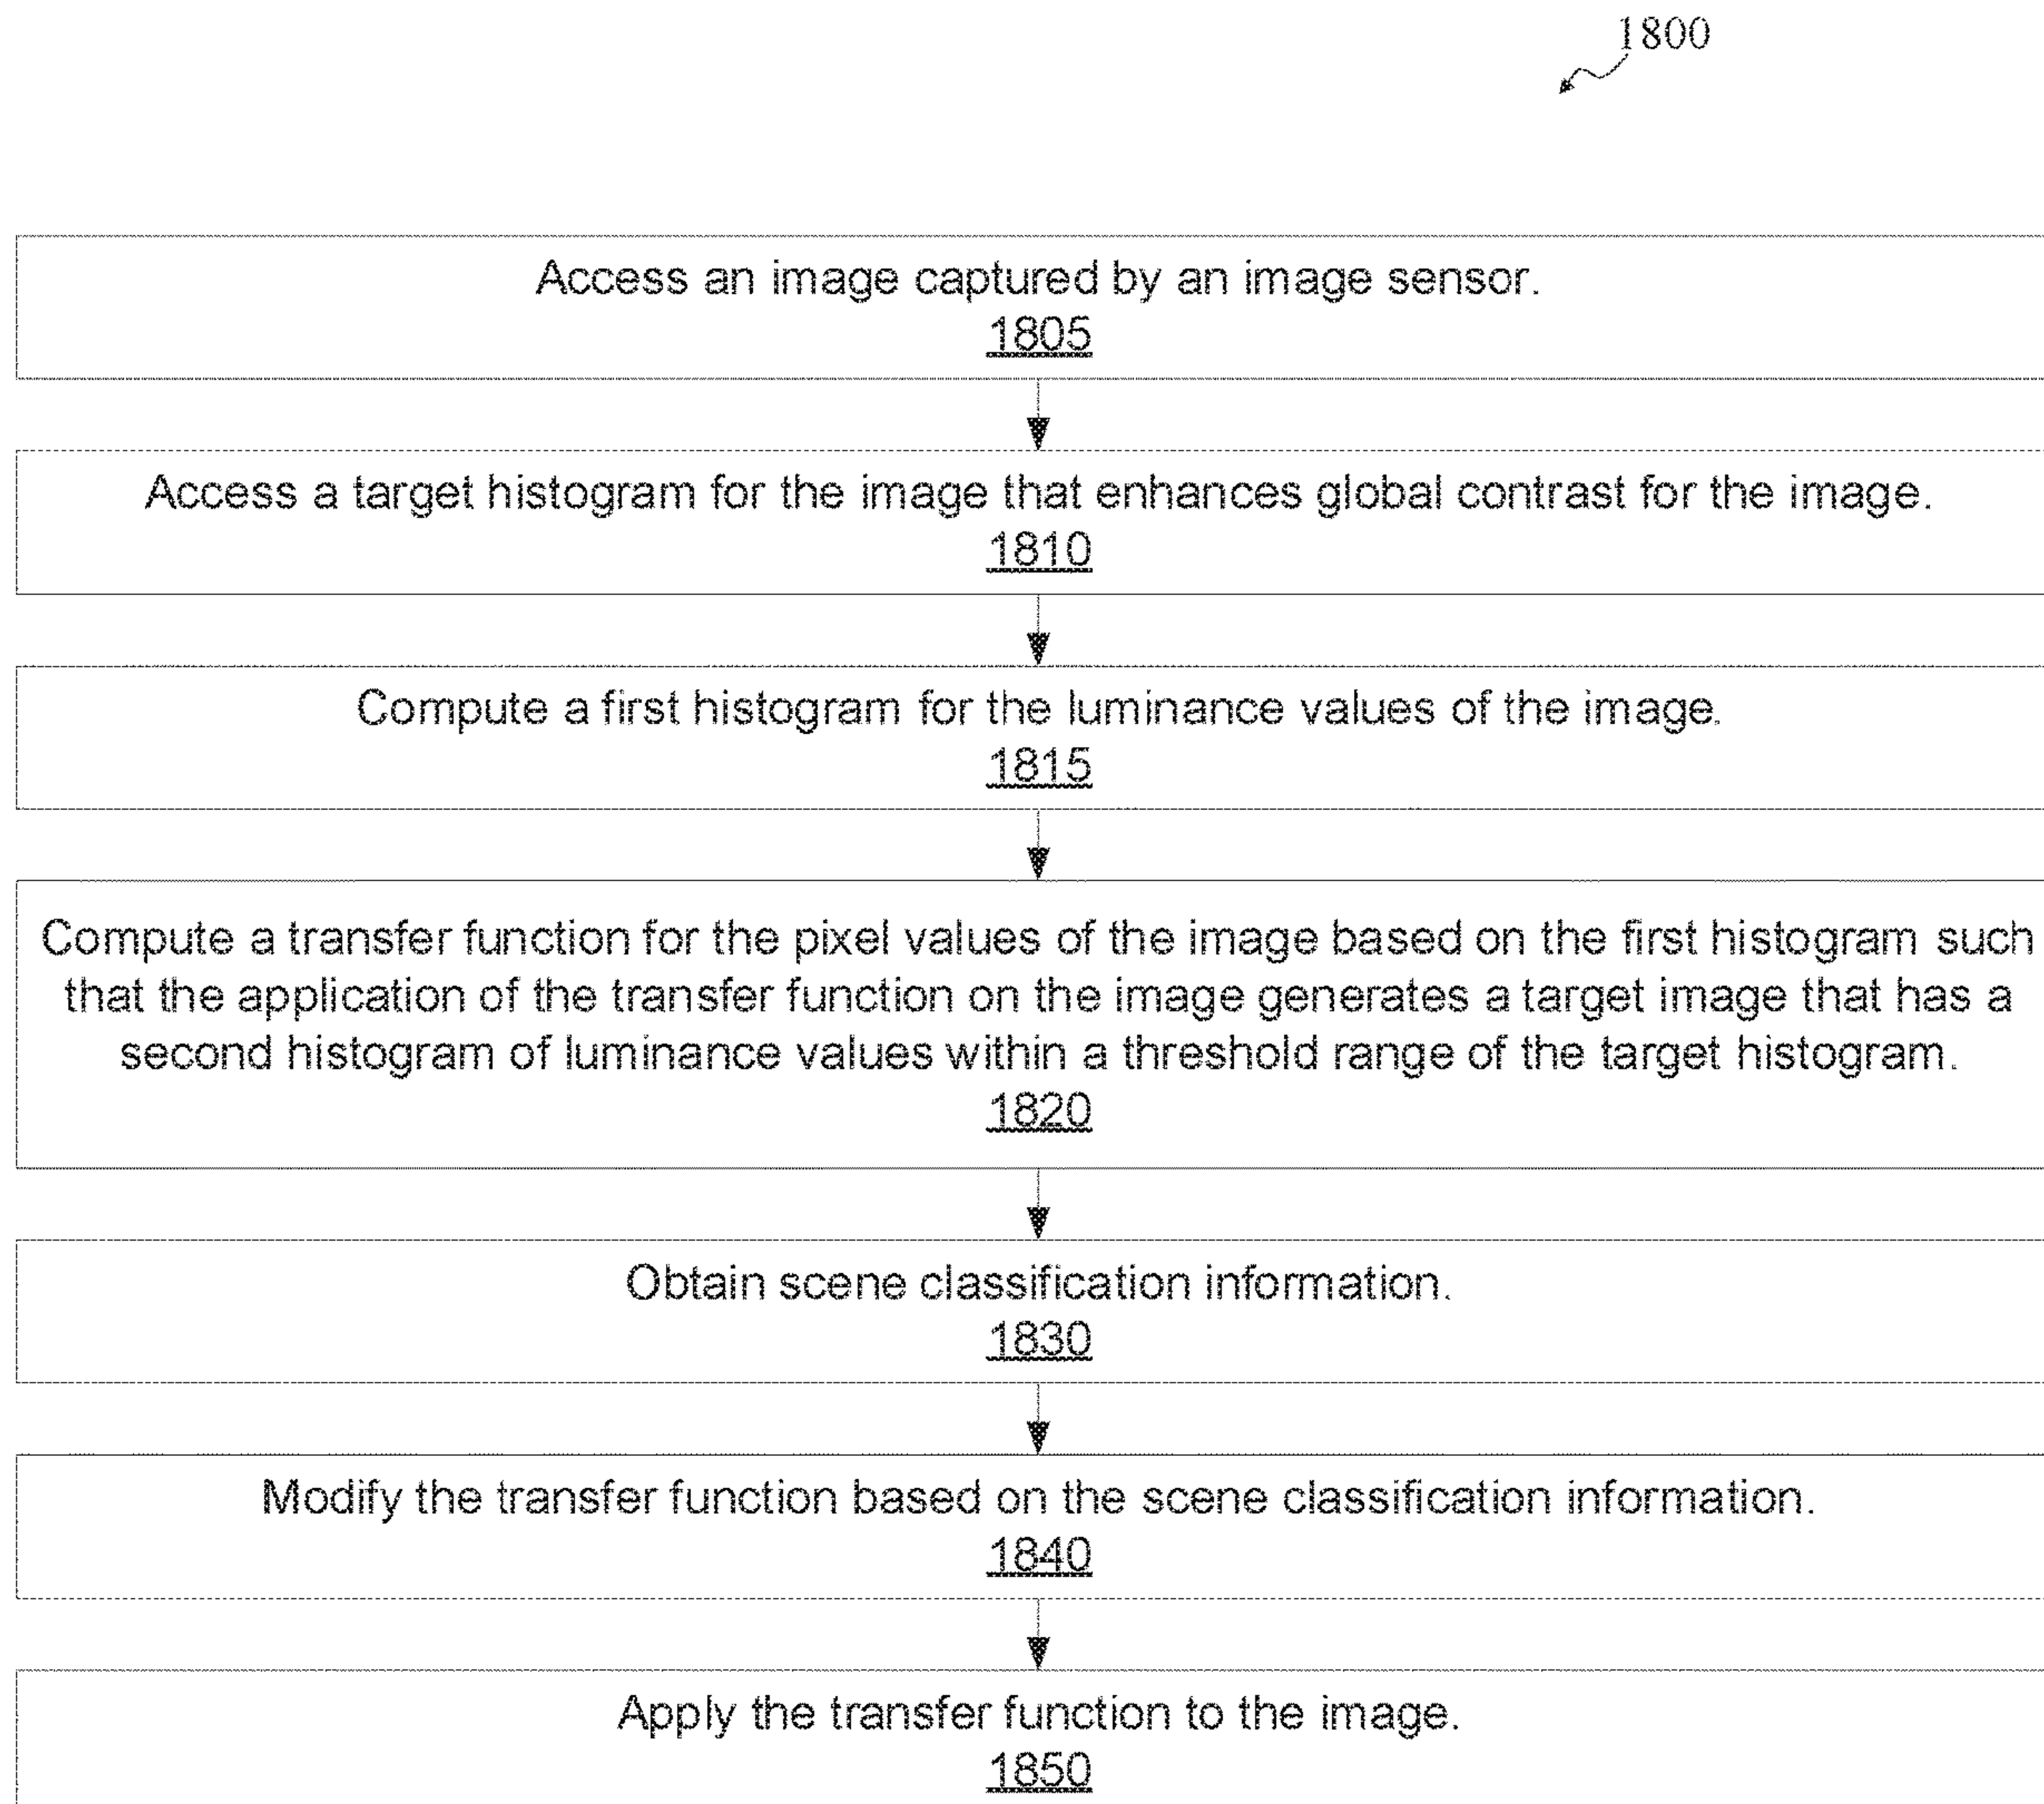 1800
Access an image captured by an image sensor.
1805
Access a target histogram for the image that enhances global contrast for the image.
1810
Compute a first histogram for the luminance values of the image.
1815
Compute a transfer function for the pixel values of the image based on the first histogram such
that the application of the transfer function on the image generates a target image that has a
second histogram of luminance values within a threshold range of the target histogram.
1820
Obtain scene classification information.
1830
Modify the transfer function based on the scene classification information.
1840
Apply the transfer function to the image.
1850